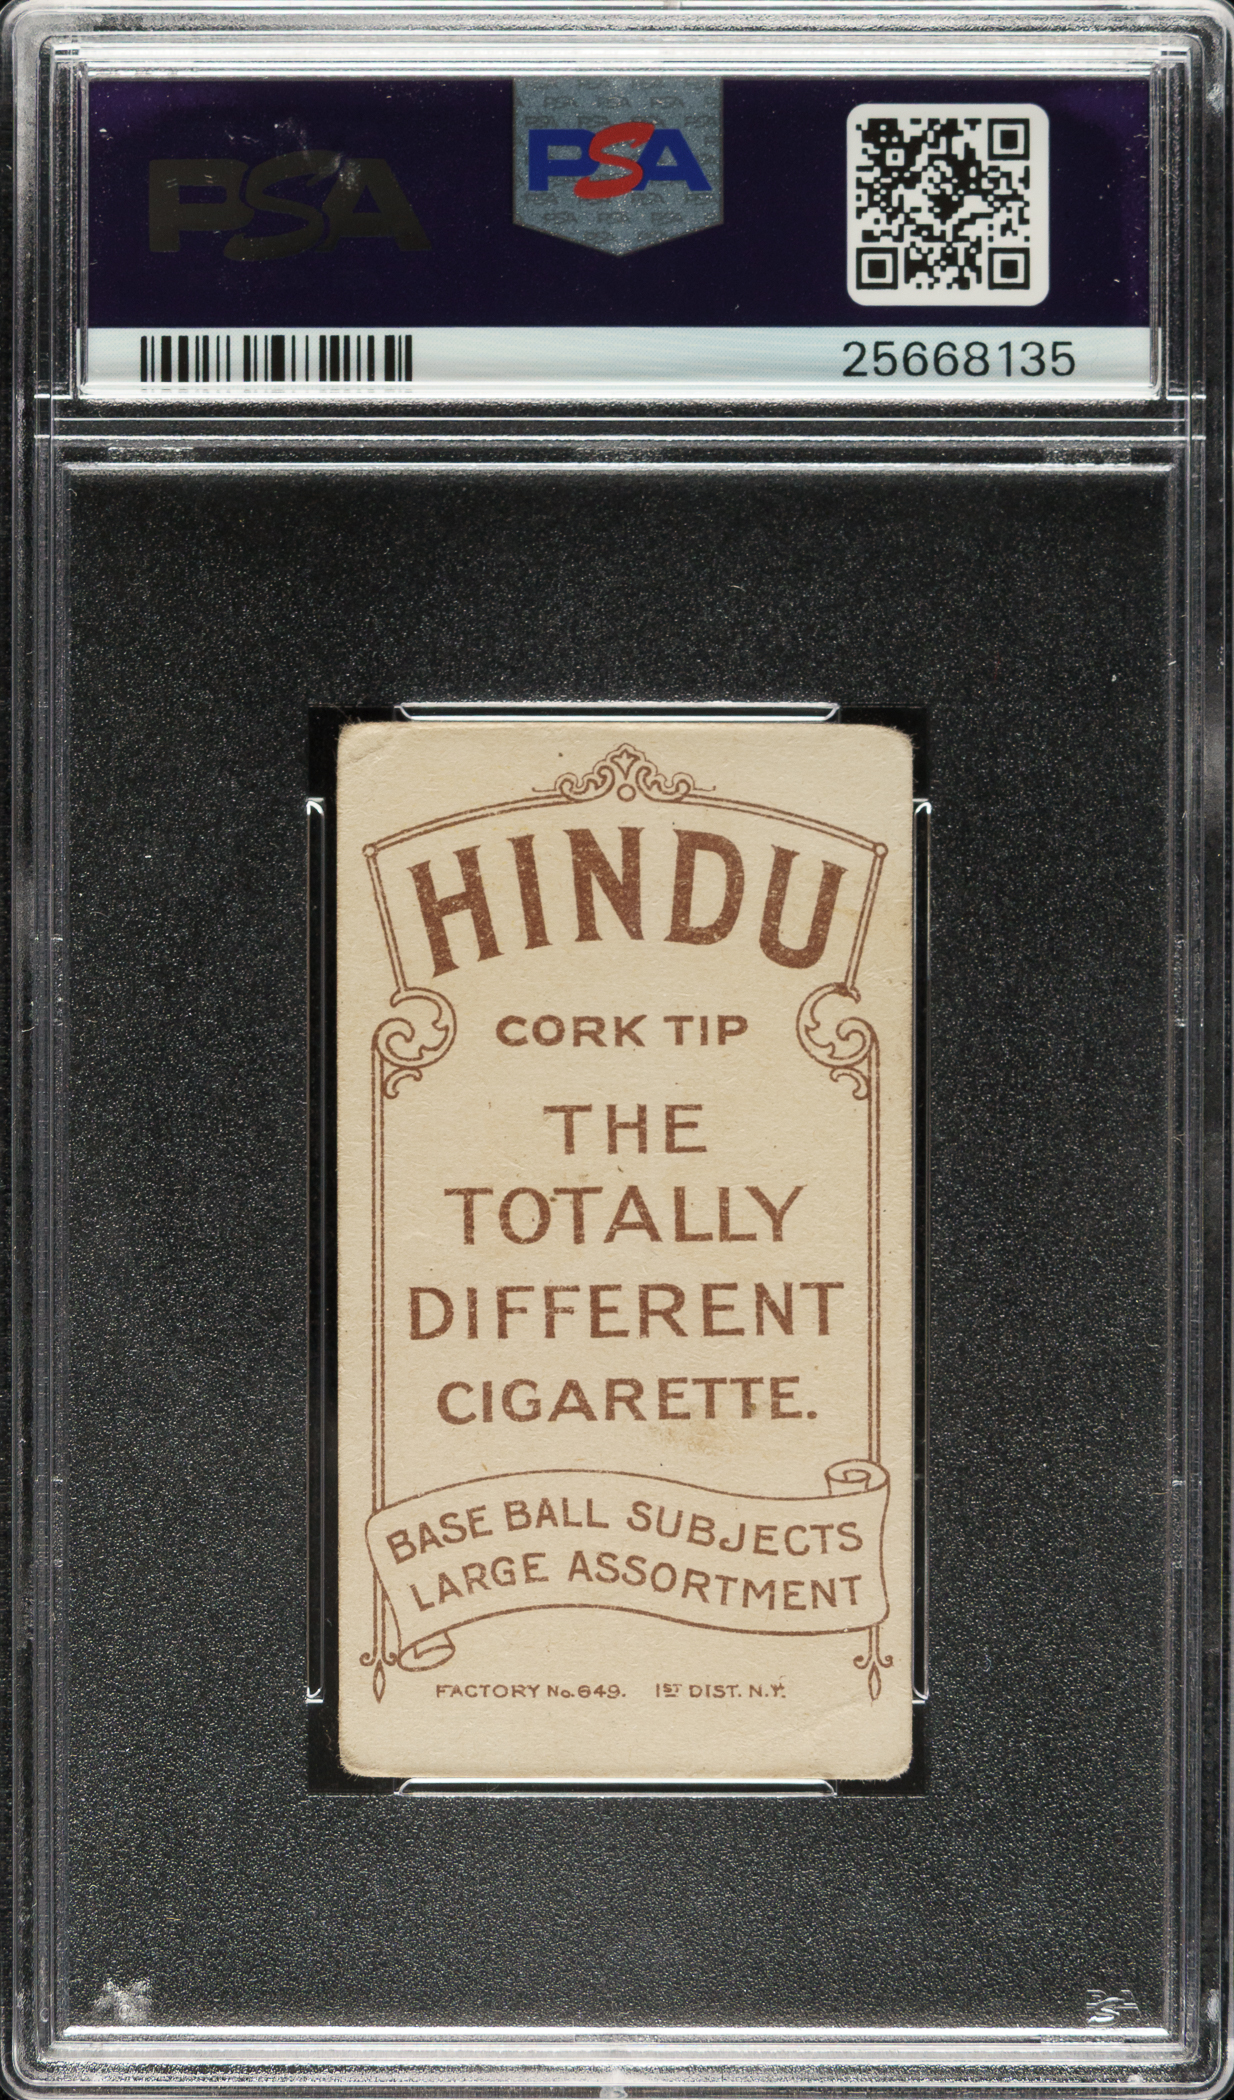 PSA
PSA
25668135
HINDU
CORK TIP
THE
TOTALLY
DIFFERENT
CIGARETTE.
BASE BALL SUBJECTS
LARGE ASSORTMENT
FACTORY No. 649. 1ST DIST. N.Y.
PSA